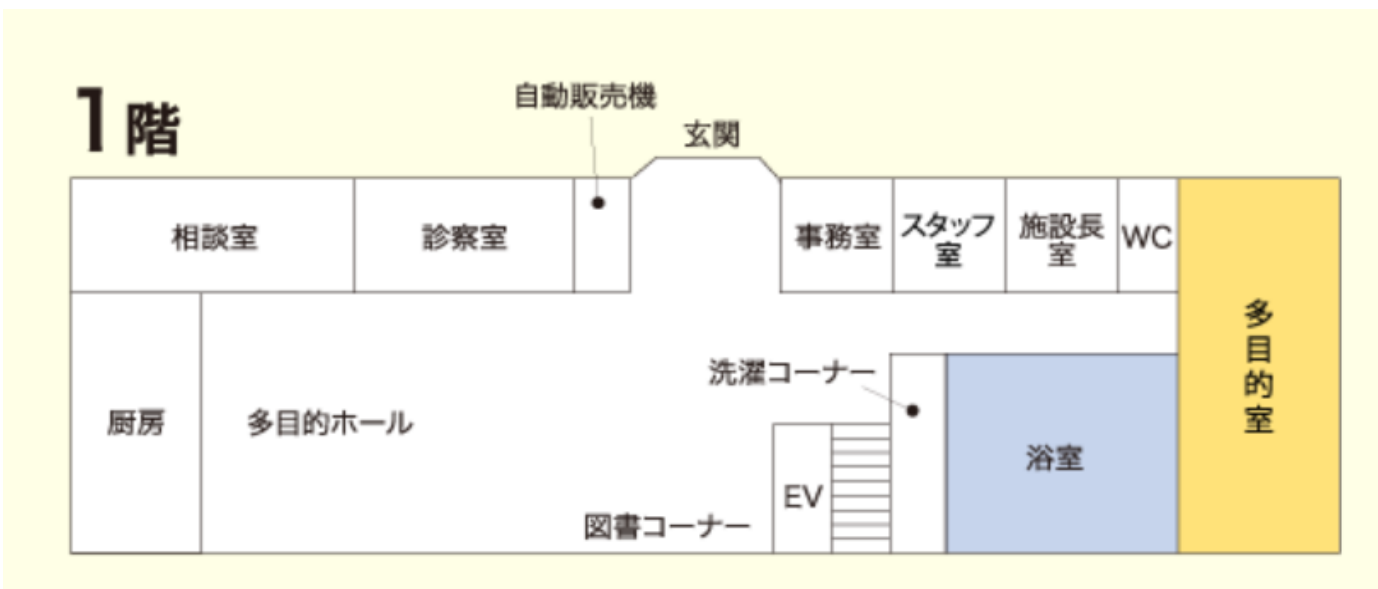 1階
自動販売機
玄関
相談室
診察室
事務室
スタッフ
室
施設長
室
WC
多目的室
厨房
多目的ホール
洗濯コーナー
浴室
EV
図書コーナー